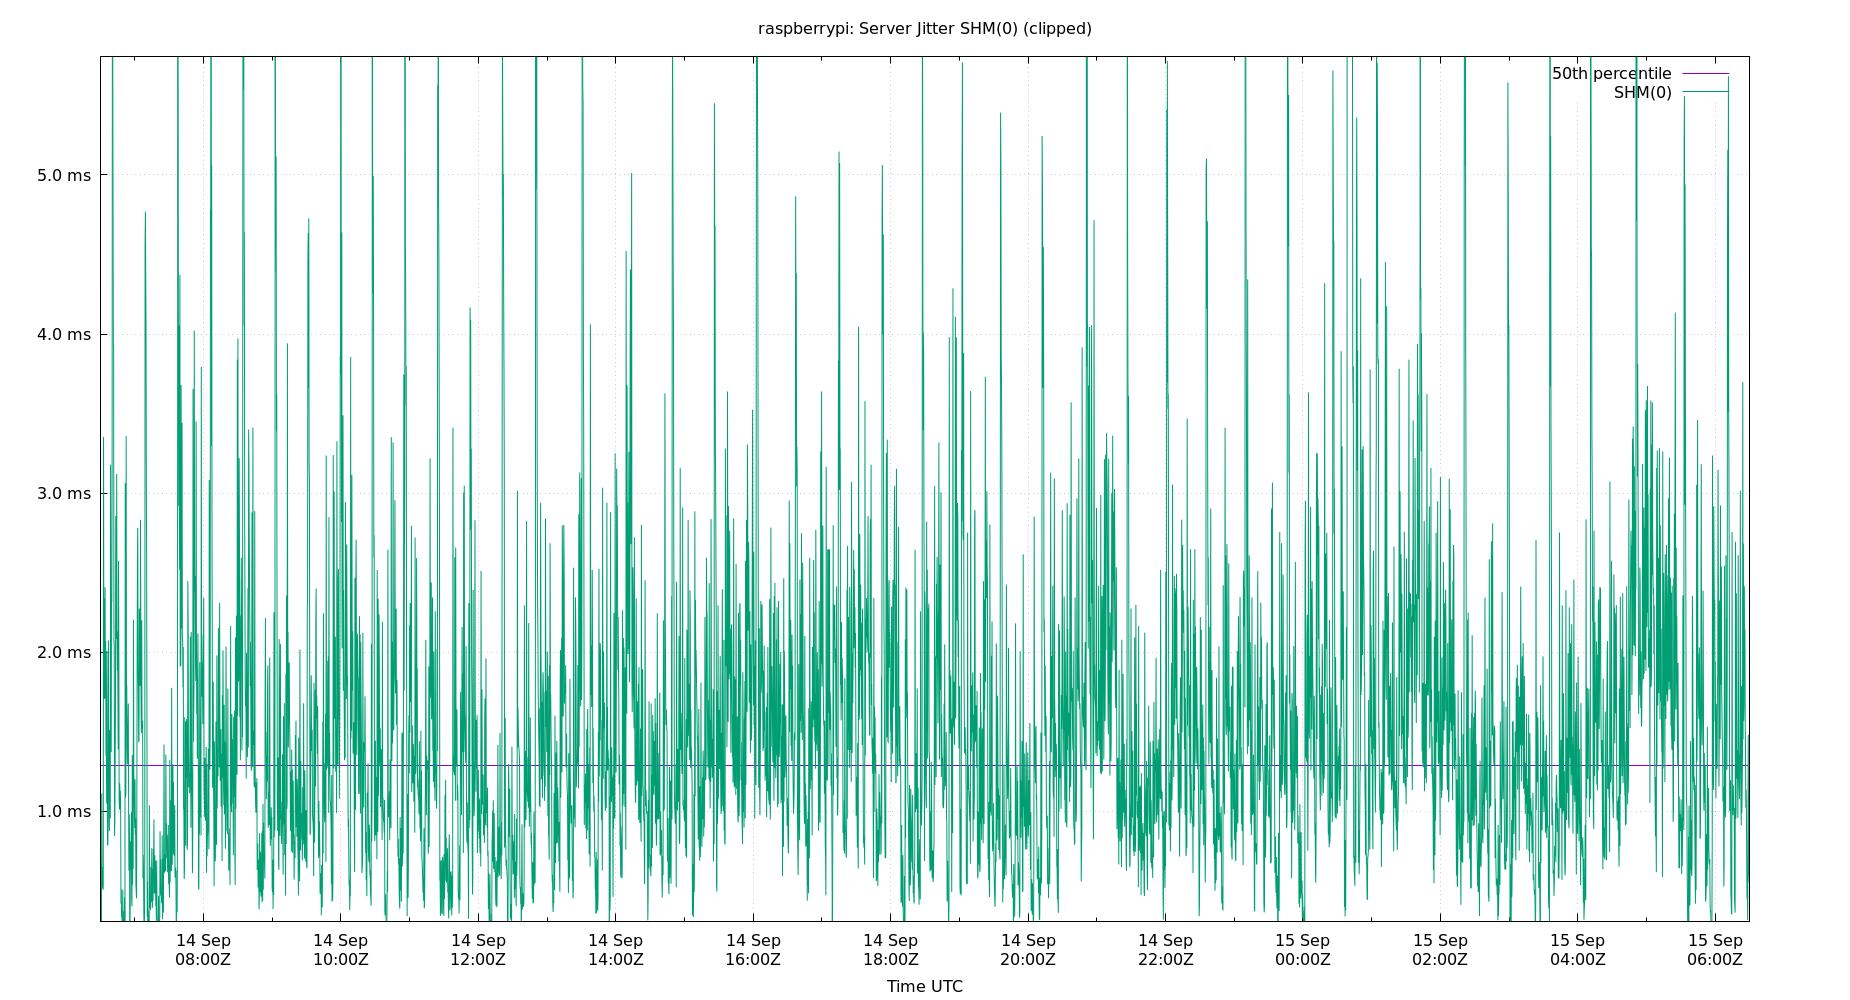 raspberrypi: Server Jitter SHM(0) (clipped)
50th percentile
SHM(0)
5.0 ms
4.0 ms
3.0 ms
2.0 ms
1.0 ms
14 Sep 14 Sep 14 Sep 14 Sep 14 Sep 14 Sep 14 Sep 14 Sep 15 Sep 15 Sep 15 Sep 15 Sep
08:00Z 10:00Z 12:00Z 14:00Z 16:00Z 18:00Z 20:00Z 22:00Z 00:00Z 02:00Z 04:00Z 06:00Z
Time UTC